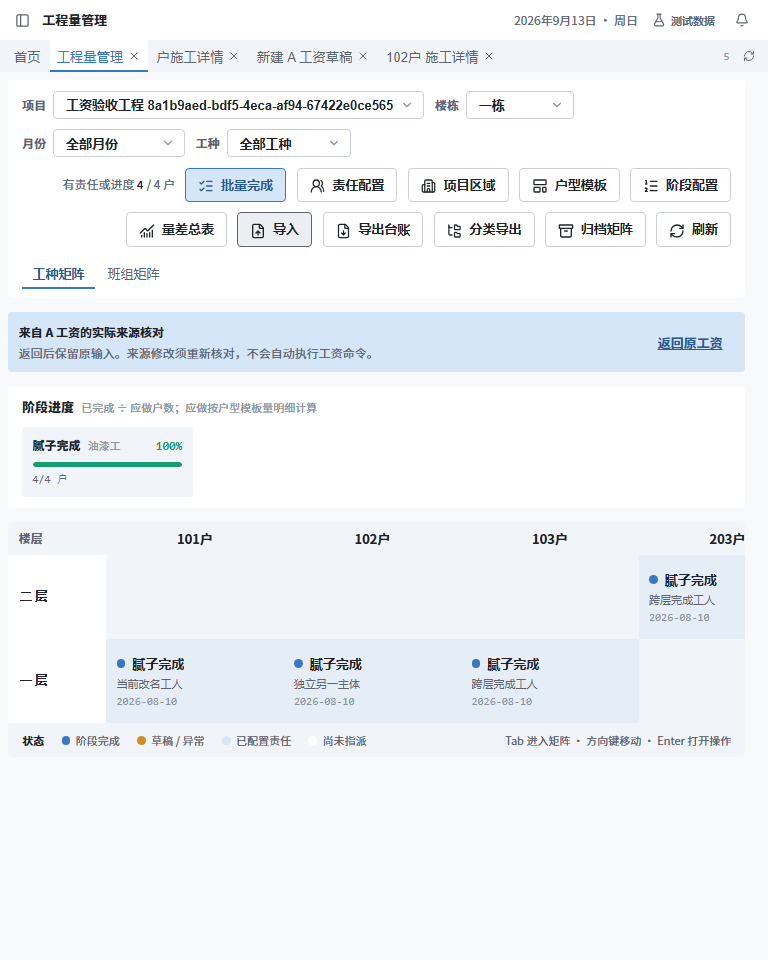 工程量管理 2026年9月13日 · 周日 测试数据
首页 工程量管理 户施工详情 新建 A 工资草稿 102户 施工详情 5
项目 工资验收工程 8a1b9aed-bdf5-4eca-af94-67422e0ce565 楼栋 一栋
月份 全部月份 工种 全部工种
有责任或进度 4 / 4 户 批量完成 责任配置 项目区域 户型模板 阶段配置
量差总表 导入 导出台账 分类导出 归档矩阵 刷新
工种矩阵 班组矩阵
来自 A 工资的实际来源核对
返回后保留原输入。来源修改须重新核对，不会自动执行工资命令。
返回原工资
阶段进度 已完成 ÷ 应做户数；应做按户型模板量明细计算
腻子完成 油漆工 100%
4/4 户
楼层 101户 102户 103户 203户
二层 腻子完成
跨层完成工人
2026-08-10
一层 腻子完成 腻子完成 腻子完成
当前改名工人 独立另一主体 跨层完成工人
2026-08-10 2026-08-10 2026-08-10
状态 阶段完成 草稿 / 异常 已配置责任 尚未指派 Tab 进入矩阵 · 方向键移动 · Enter 打开操作